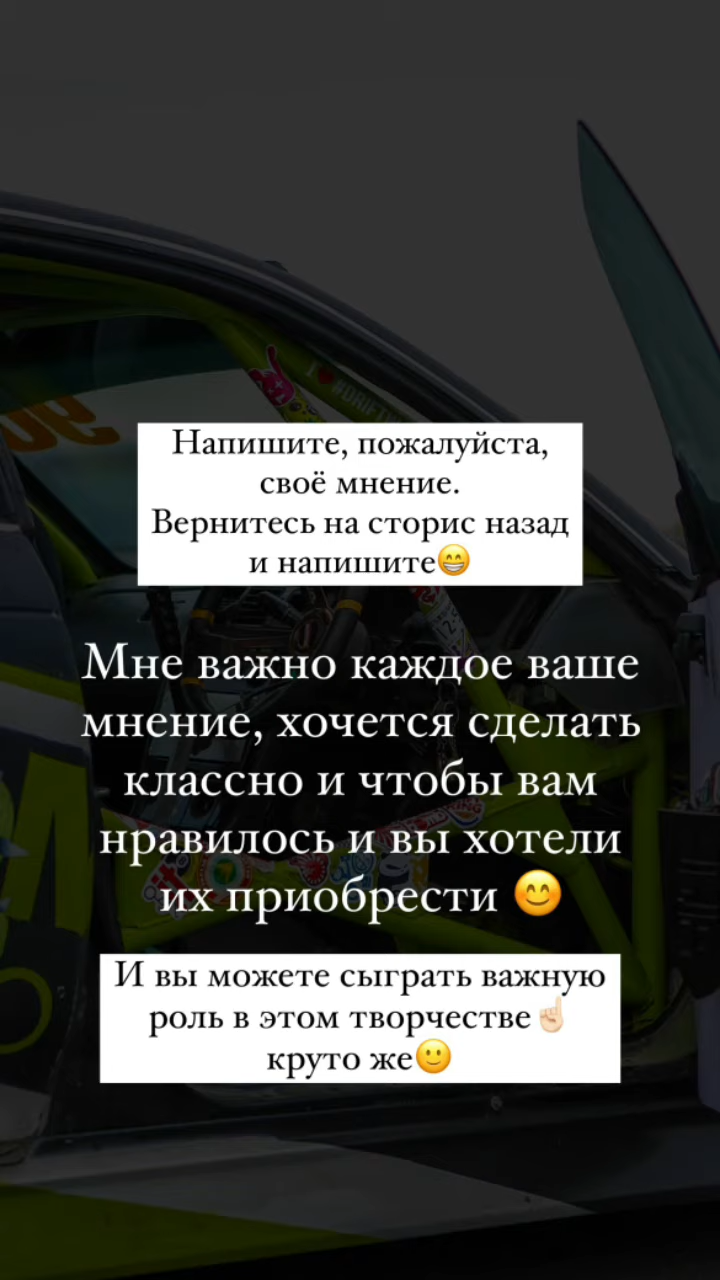 I ❤️ #DRIFT
Напишите, пожалуйста,
своё мнение.
Вернитесь на сторис назад
и напишите😁
Мне важно каждое ваше
мнение, хочется сделать
классно и чтобы вам
нравилось и вы хотели
их приобрести 😊
И вы можете сыграть важную
роль в этом творчестве☝🏻
круто же🙂